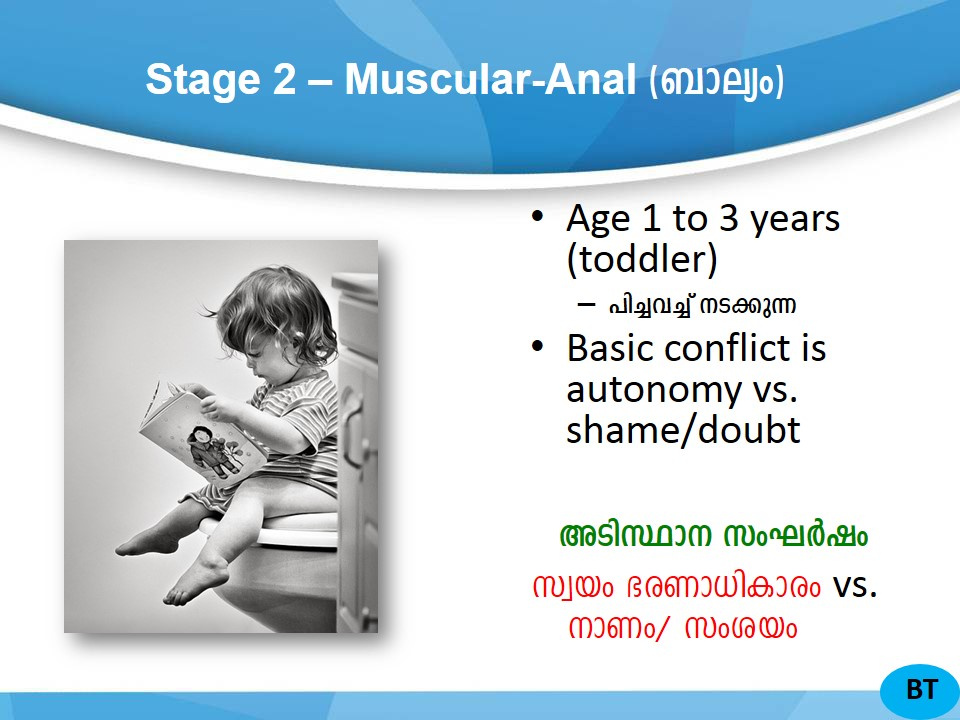 Stage 2 – Muscular-Anal (ബാല്യം)
• Age 1 to 3 years
(toddler)
– പിച്ചവച്ച് നടക്കുന്ന
• Basic conflict is
autonomy vs.
shame/doubt
അടിസ്ഥാന സംഘർഷം
സ്വയം ഭരണാധികാരം vs.
നാണം/ സംശയം
BT